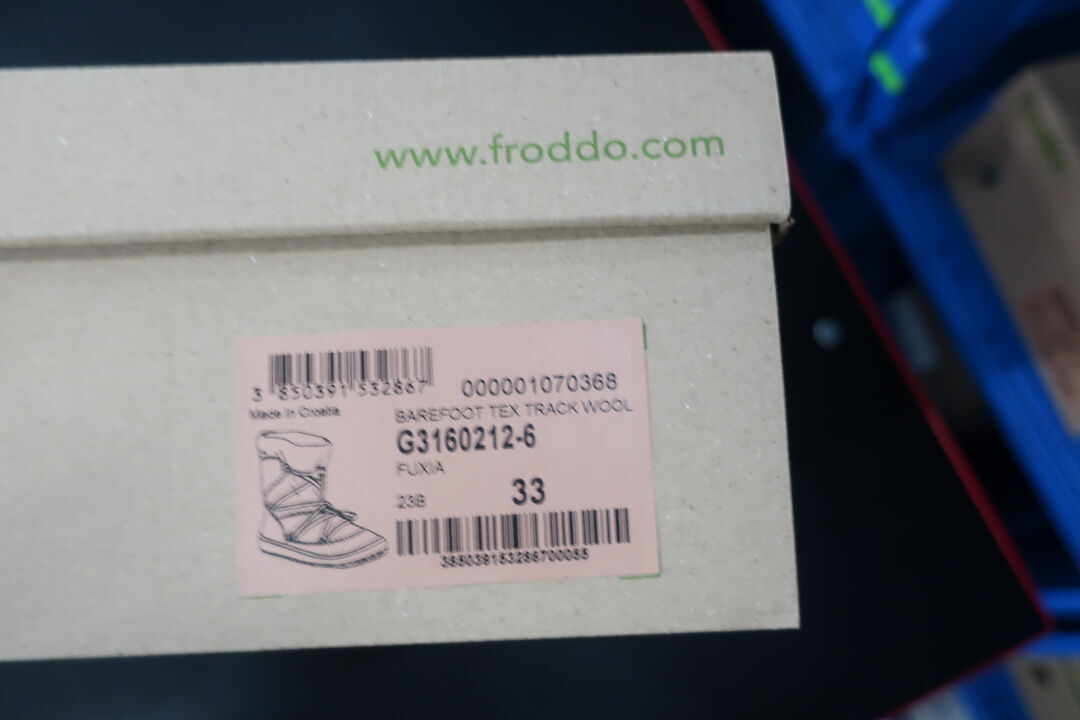 www.froddo.com
3 850391 532867
000001070368
Made in Croatia
BAREFOOT TEX TRACK WOOL
G3160212-6
FUXIA
23B
33
385039153286700055